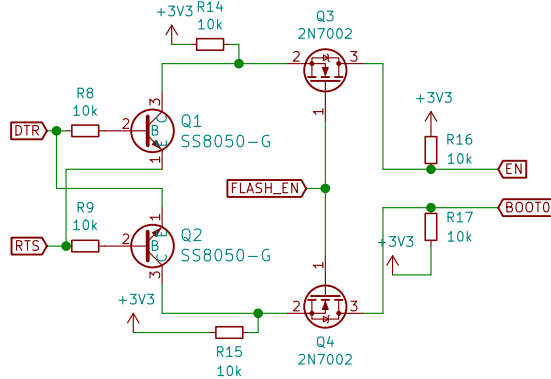 R14
+3V3
10k
Q3
2N7002
2
3
1
R8
10k
3
Q1
DTR
2
B
C
E
SS8050-G
1
+3V3
R16
10k
EN
FLASH_EN
BOOT0
R9
10k
1
Q2
RTS
2
B
E
C
SS8050-G
3
R17
10k
+3V3
1
+3V3
2
3
R15
10k
Q4
2N7002